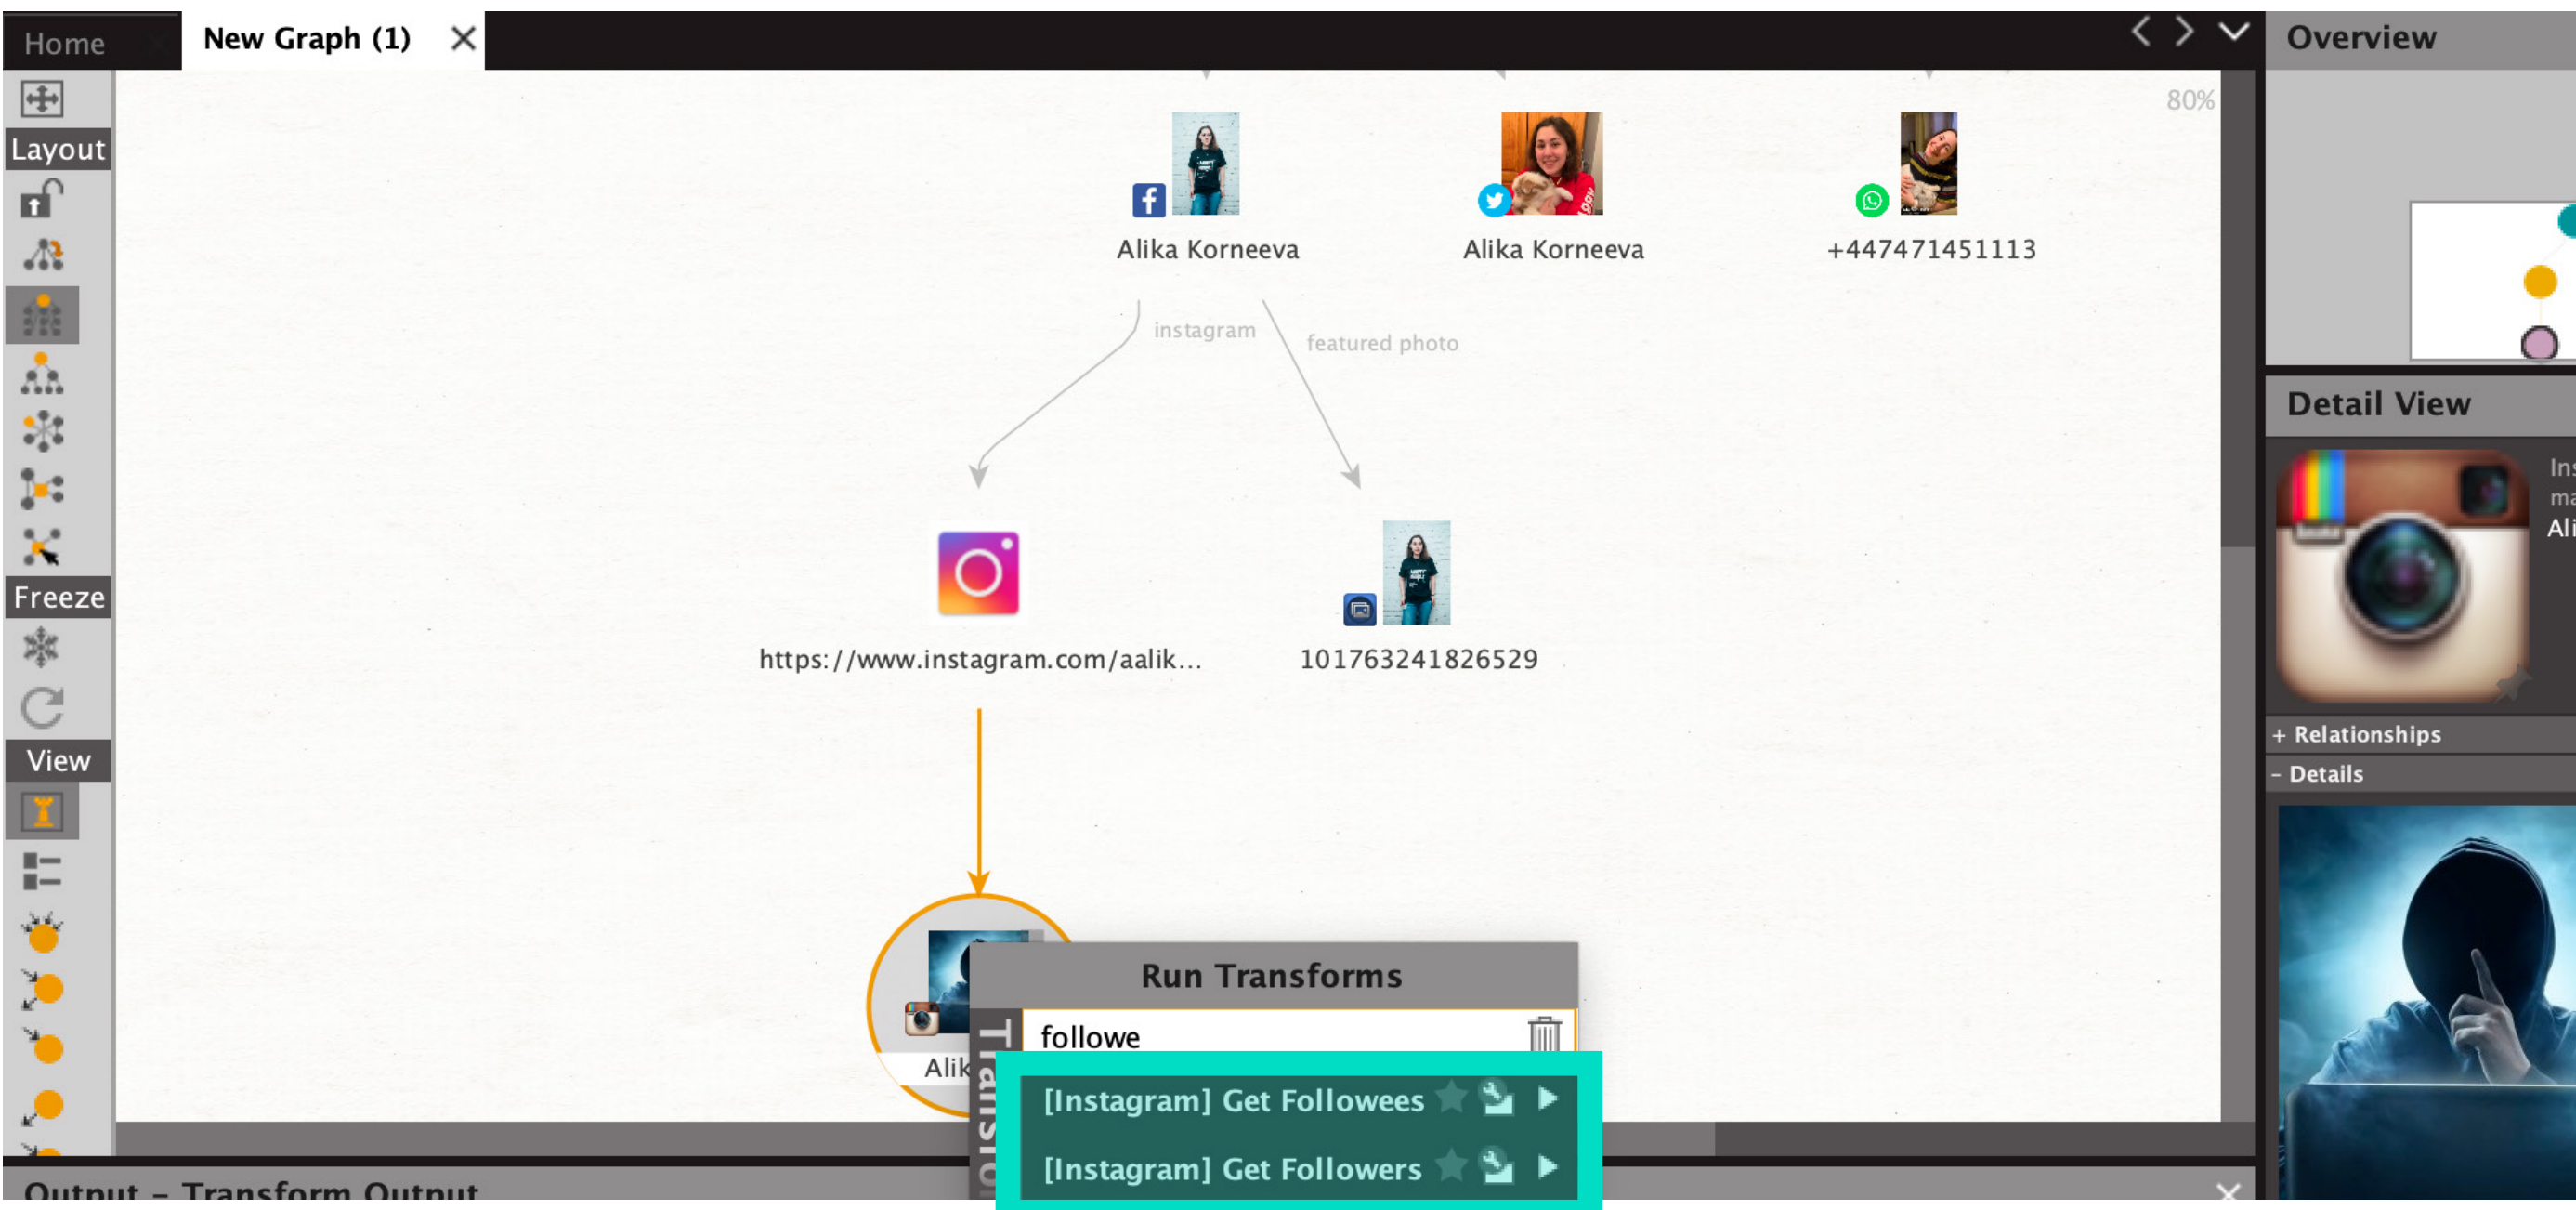 Home
New Graph (1)
Overview
80%
Layout
Alika Korneeva
Alika Korneeva
+447471451113
instagram
featured photo
Detail View
Ali
Freeze
https://www.instagram.com/aalik...
101763241826529
+ Relationships
View
- Details
Run Transforms
followe
Alik
[Instagram] Get Followees
[Instagram] Get Followers
Output - Transform Output